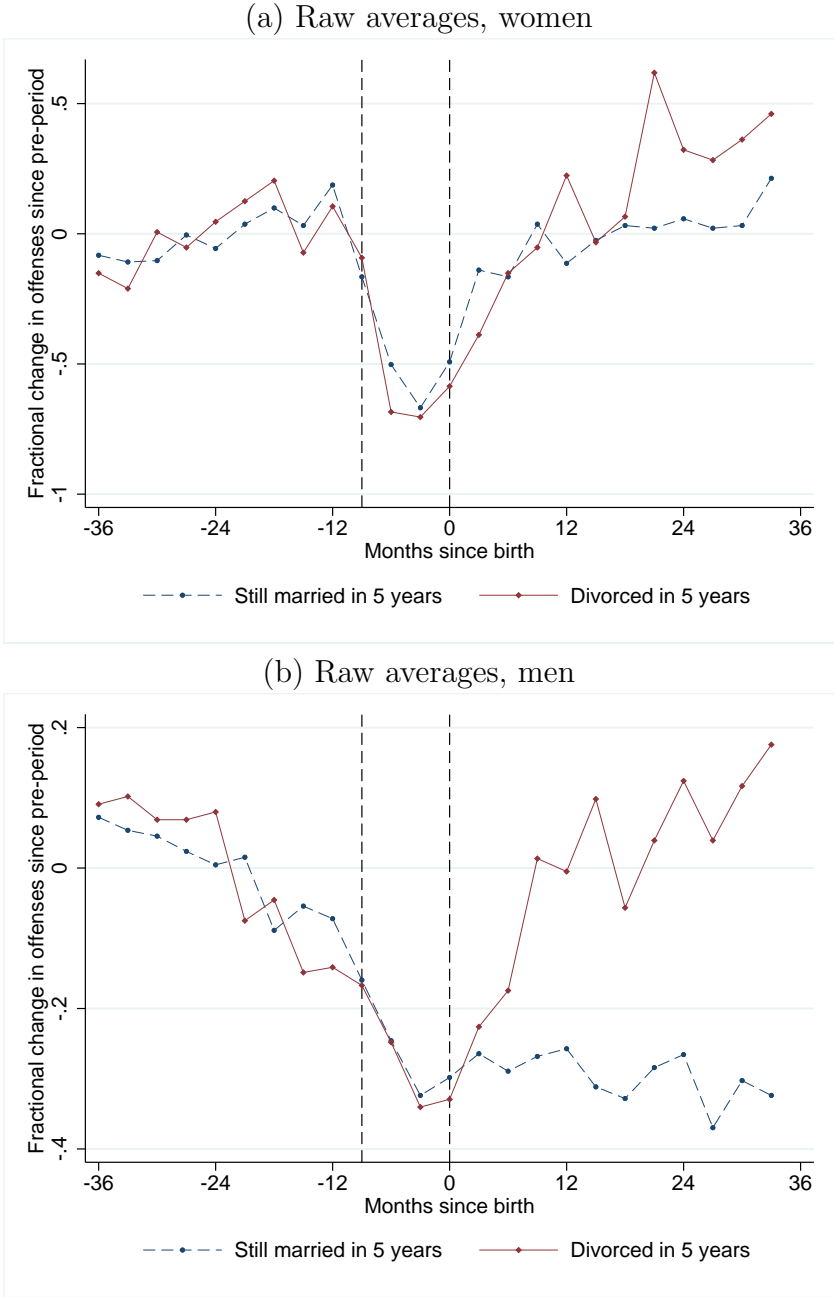 (a) Raw averages, women
Fractional change in offenses since pre-period
.5
0
-.5
-1
-36 -24 -12 0 12 24 36
Months since birth
Still married in 5 years Divorced in 5 years
(b) Raw averages, men
Fractional change in offenses since pre-period
.2
0
-.2
-.4
-36 -24 -12 0 12 24 36
Months since birth
Still married in 5 years Divorced in 5 years